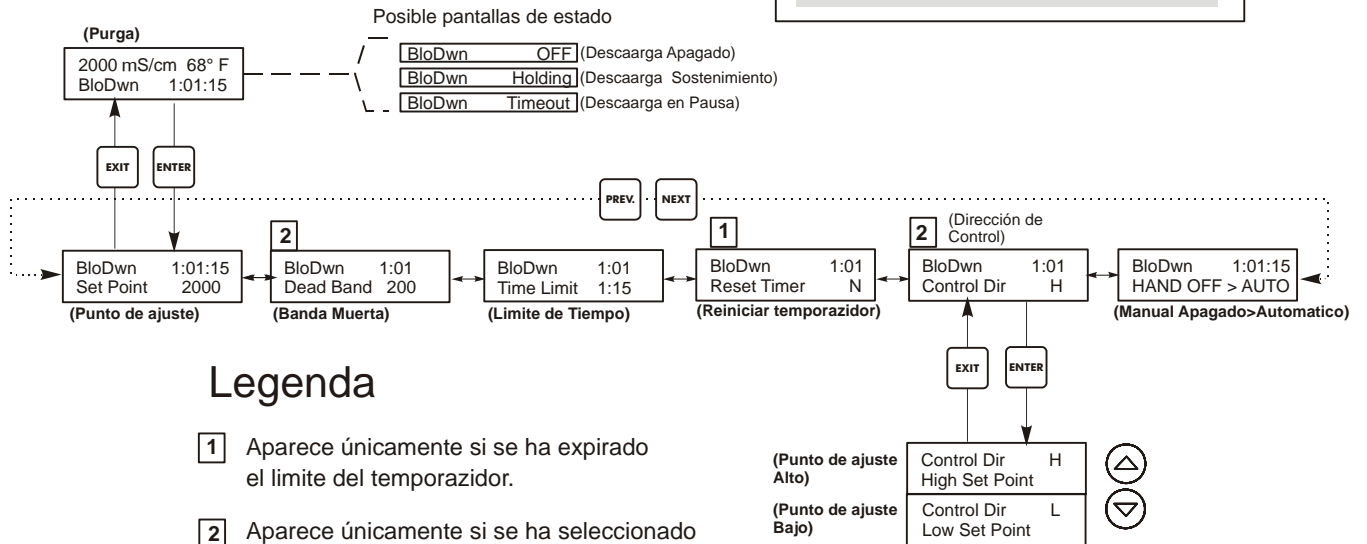 Posible pantallas de estado
(Purga)
2000 mS/cm 68° F
BloDwn 1:01:15
BloDwn OFF (Descaarga Apagado)
BloDwn Holding (Descaarga Sostenimiento)
BloDwn Timeout (Descaarga en Pausa)
EXIT
ENTER
PREV.
NEXT
BloDwn 1:01:15
Set Point 2000
(Punto de ajuste)
2
BloDwn 1:01
Dead Band 200
(Banda Muerta)
BloDwn 1:01
Time Limit 1:15
(Limite de Tiempo)
1
BloDwn 1:01
Reset Timer N
(Reiniciar temporazidor)
2
(Dirección de
Control)
BloDwn 1:01
Control Dir H
BloDwn 1:01:15
HAND OFF > AUTO
(Manual Apagado>Automatico)
EXIT
ENTER
Legenda
1 Aparece únicamente si se ha expirado
el limite del temporazidor.
2 Aparece únicamente si se ha seleccionado
(Punto de ajuste
Alto)
Control Dir H
High Set Point
(Punto de ajuste
Bajo)
Control Dir L
Low Set Point